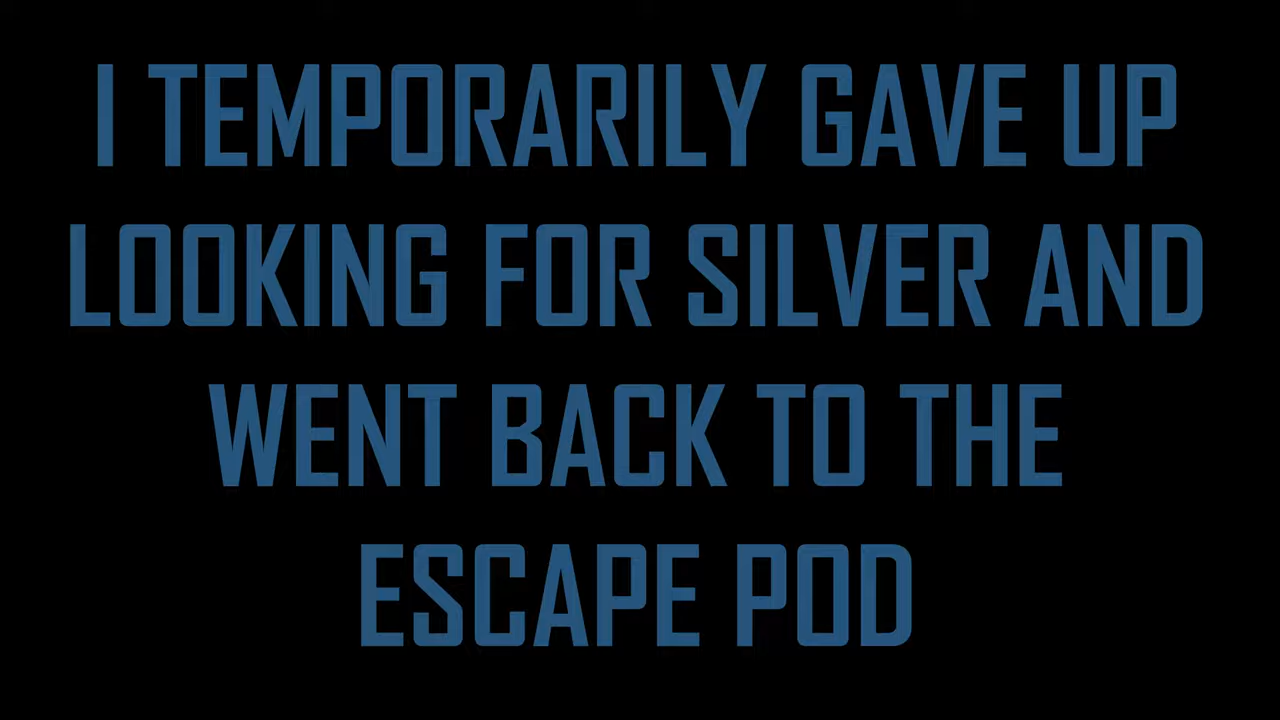 I TEMPORARILY GAVE UP
LOOKING FOR SILVER AND
WENT BACK TO THE
ESCAPE POD